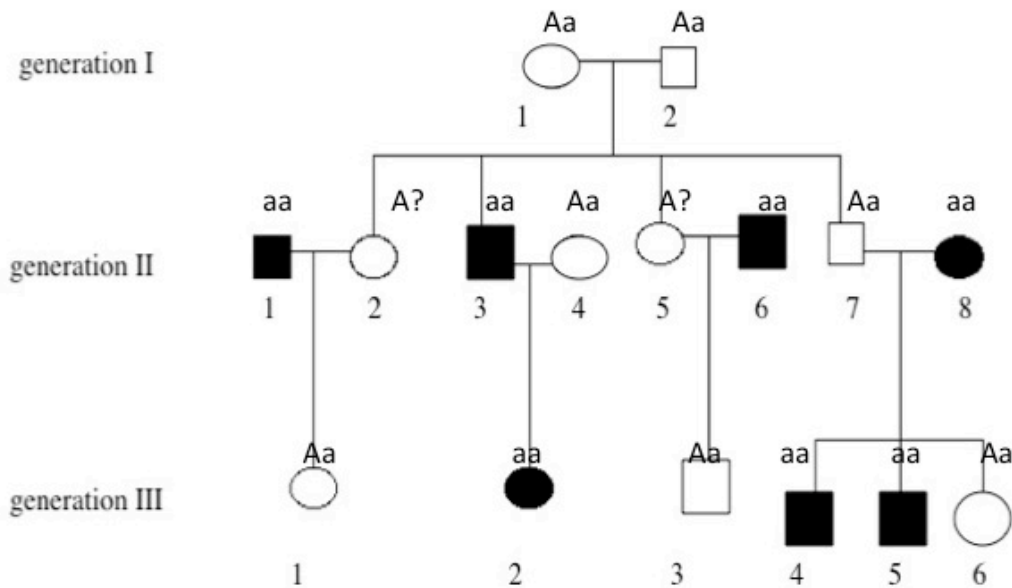 Aa Aa
generation I
1 2
aa A? aa Aa A? aa Aa aa
generation II
1 2 3 4 5 6 7 8
Aa aa Aa aa aa Aa
generation III
1 2 3 4 5 6